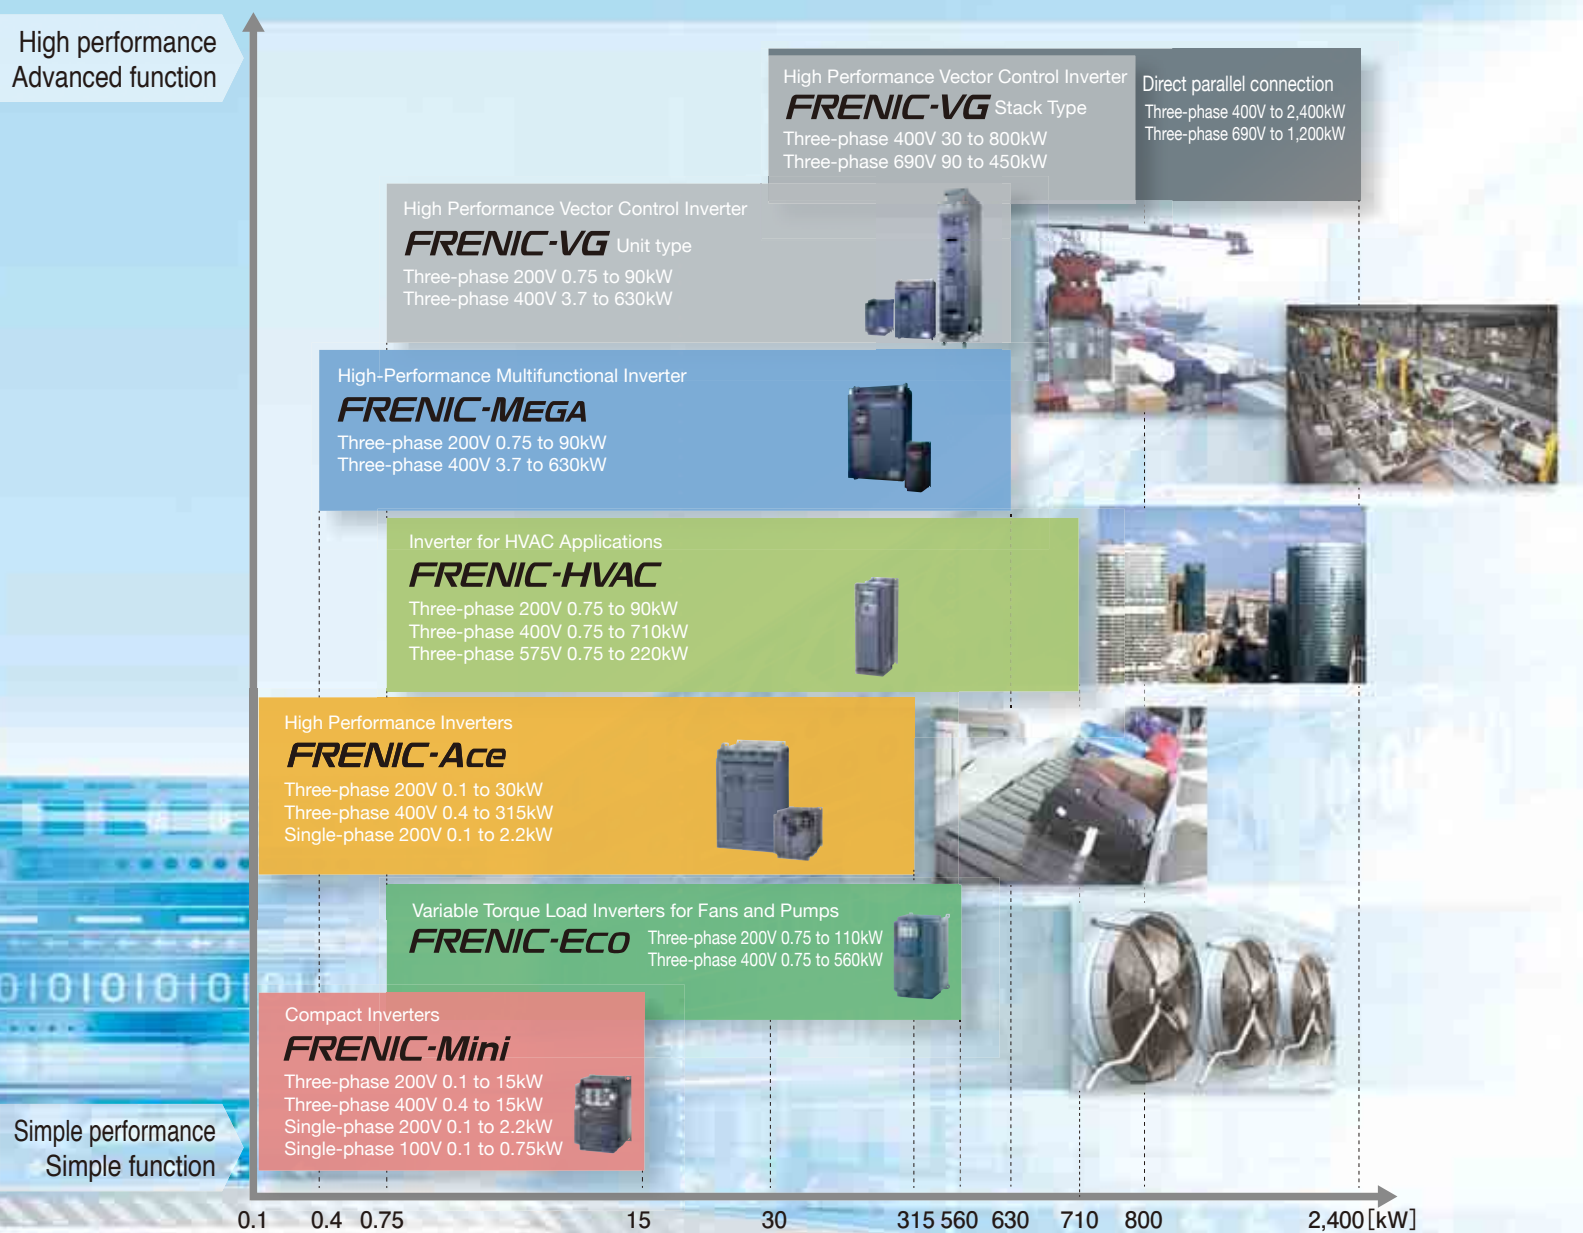 High performance
Advanced function
High Performance Vector Control Inverter
FRENIC-VG Stack Type
Three-phase 400V 30 to 800kW
Three-phase 690V 90 to 450kW
Direct parallel connection
Three-phase 400V to 2,400kW
Three-phase 690V to 1,200kW
High Performance Vector Control Inverter
FRENIC-VG Unit type
Three-phase 200V 0.75 to 90kW
Three-phase 400V 3.7 to 630kW
High-Performance Multifunctional Inverter
FRENIC-MEGA
Three-phase 200V 0.75 to 90kW
Three-phase 400V 3.7 to 630kW
Inverter for HVAC Applications
FRENIC-HVAC
Three-phase 200V 0.75 to 90kW
Three-phase 400V 0.75 to 710kW
Three-phase 575V 0.75 to 220kW
High Performance Inverters
FRENIC-Ace
Three-phase 200V 0.1 to 30kW
Three-phase 400V 0.4 to 315kW
Single-phase 200V 0.1 to 2.2kW
Variable Torque Load Inverters for Fans and Pumps
FRENIC-ECO
Three-phase 200V 0.75 to 110kW
Three-phase 400V 0.75 to 560kW
Compact Inverters
FRENIC-Mini
Three-phase 200V 0.1 to 15kW
Three-phase 400V 0.4 to 15kW
Single-phase 200V 0.1 to 2.2kW
Single-phase 100V 0.1 to 0.75kW
Simple performance
Simple function
0.1 0.4 0.75 15 30 315 560 630 710 800 2,400 [kW]